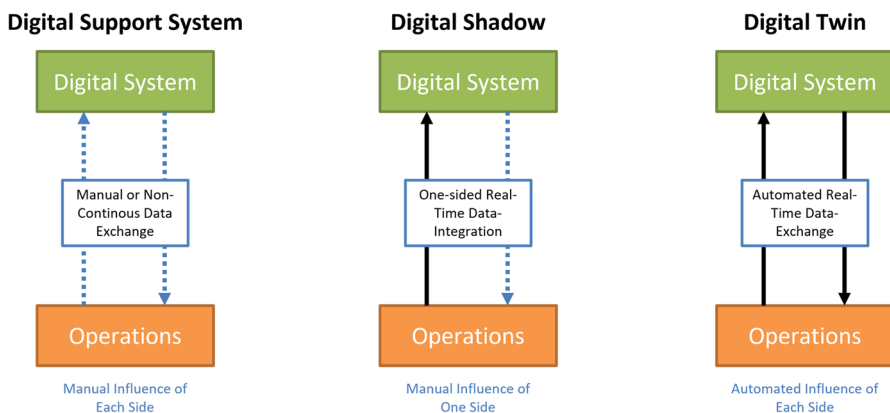 Digital Support System
Digital System
Manual or Non-
Continous Data
Exchange
Operations
Manual Influence of
Each Side
Digital Shadow
Digital System
One-sided Real-
Time Data-
Integration
Operations
Manual Influence of
One Side
Digital Twin
Digital System
Automated Real-
Time Data-
Exchange
Operations
Automated Influence of
Each Side